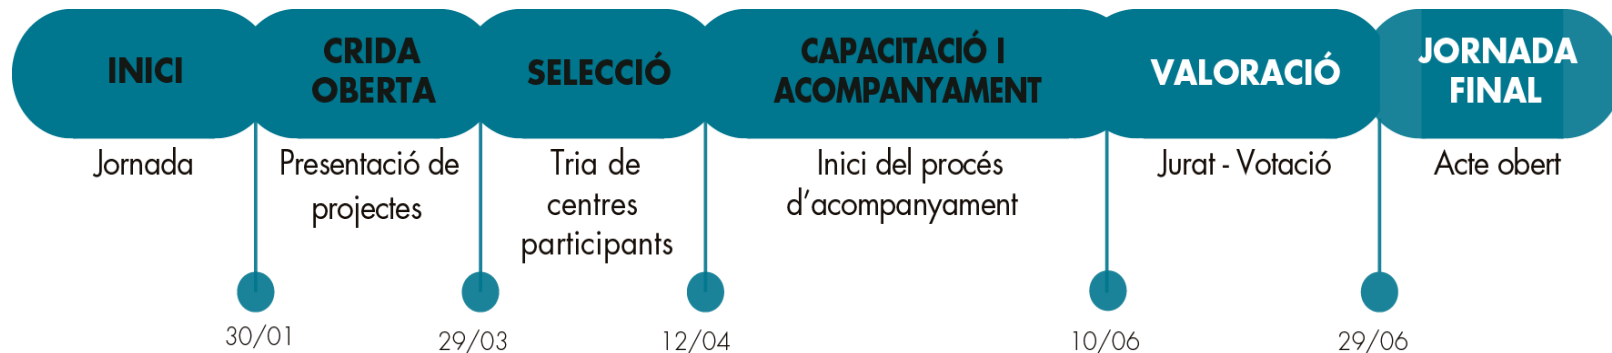 INICI
Jornada
CRIDA
OBERTA
Presentació de
projectes
SELECCIÓ
Tria de
centres
participants
CAPACITACIÓ I
ACOMPANYAMENT
Inici del procés
d'acompanyament
VALORACIÓ
Jurat - Votació
JORNADA
FINAL
Acte obert
30/01
29/03
12/04
10/06
29/06